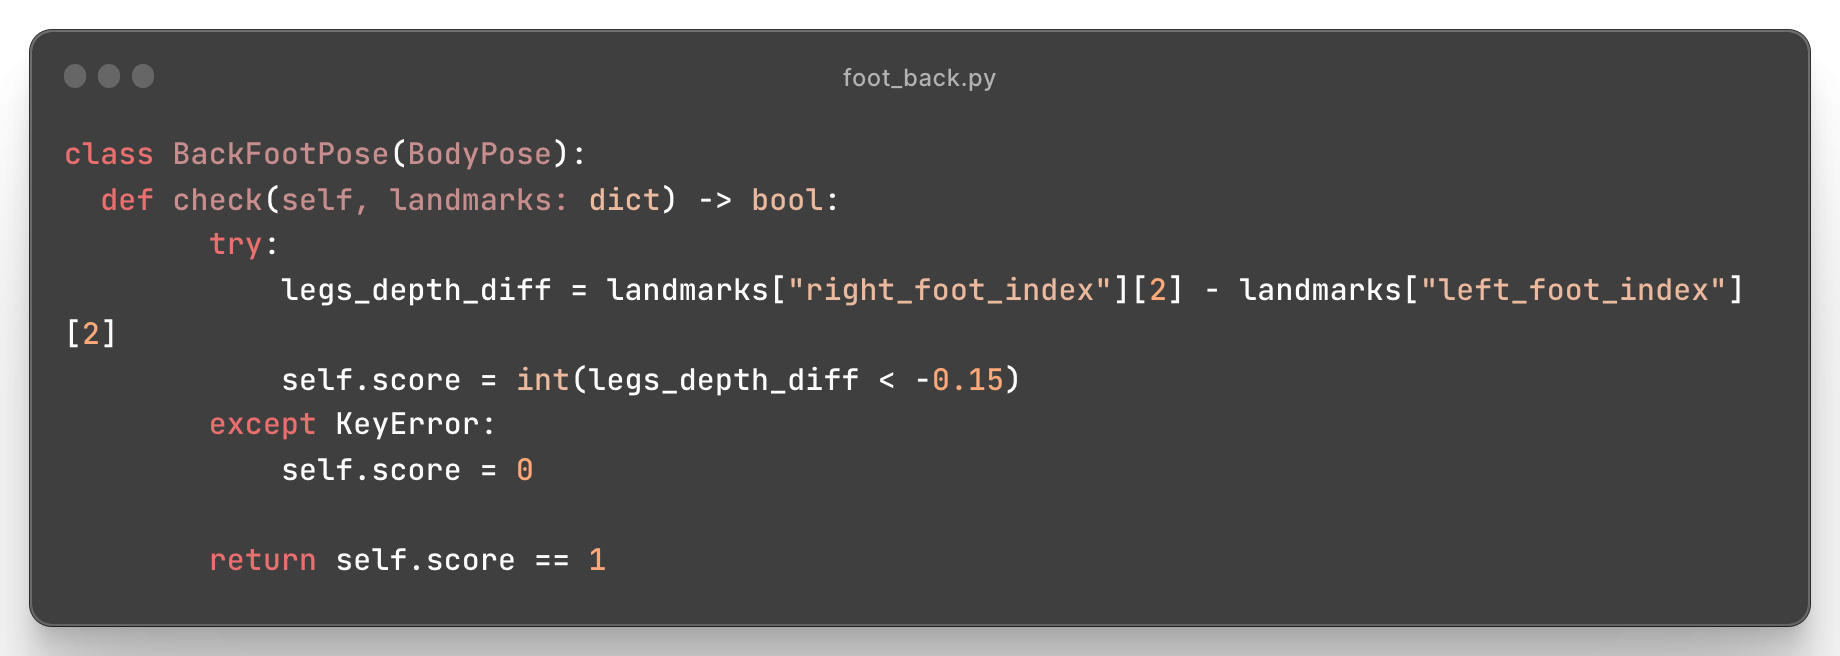 foot_back.py
class BackFootPose(BodyPose):
  def check(self, landmarks: dict) -> bool:
        try:
            legs_depth_diff = landmarks["right_foot_index"][2] - landmarks["left_foot_index"]
[2]
            self.score = int(legs_depth_diff < -0.15)
        except KeyError:
            self.score = 0
        return self.score == 1